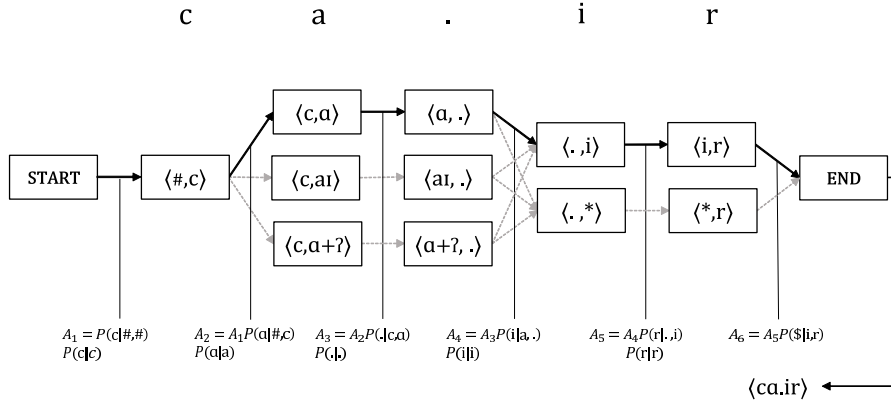 c a . i r
⟨c,ɑ⟩ ⟨ɑ, .⟩
⟨. ,i⟩ ⟨i,r⟩
START ⟨#,c⟩ ⟨c,aɪ⟩ ⟨aɪ, .⟩ END
⟨. ,*⟩ ⟨*,r⟩
⟨c,ɑ+ʔ⟩ ⟨ɑ+ʔ, .⟩
A₁ = P(c|#,#) A₂ = A₁P(ɑ|#,c) A₃ = A₂P(.|c,ɑ) A₄ = A₃P(i|ɑ, .) A₅ = A₄P(r|. ,i) A₆ = A₅P($|i,r)
P(c|c) P(ɑ|a) P(.|.) P(i|i) P(r|r)
⟨cɑ.ir⟩